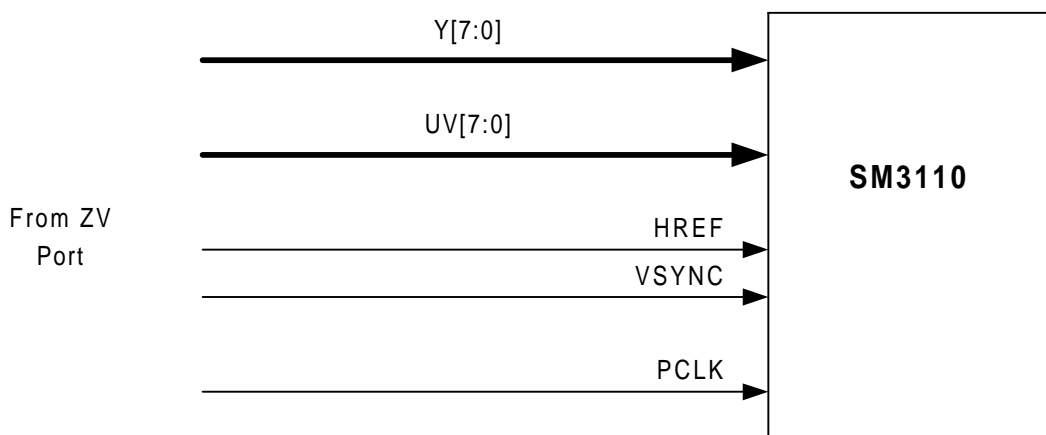 Y[7:0]
UV[7:0]
SM3110
From ZV
Port
HREF
VSYNC
PCLK